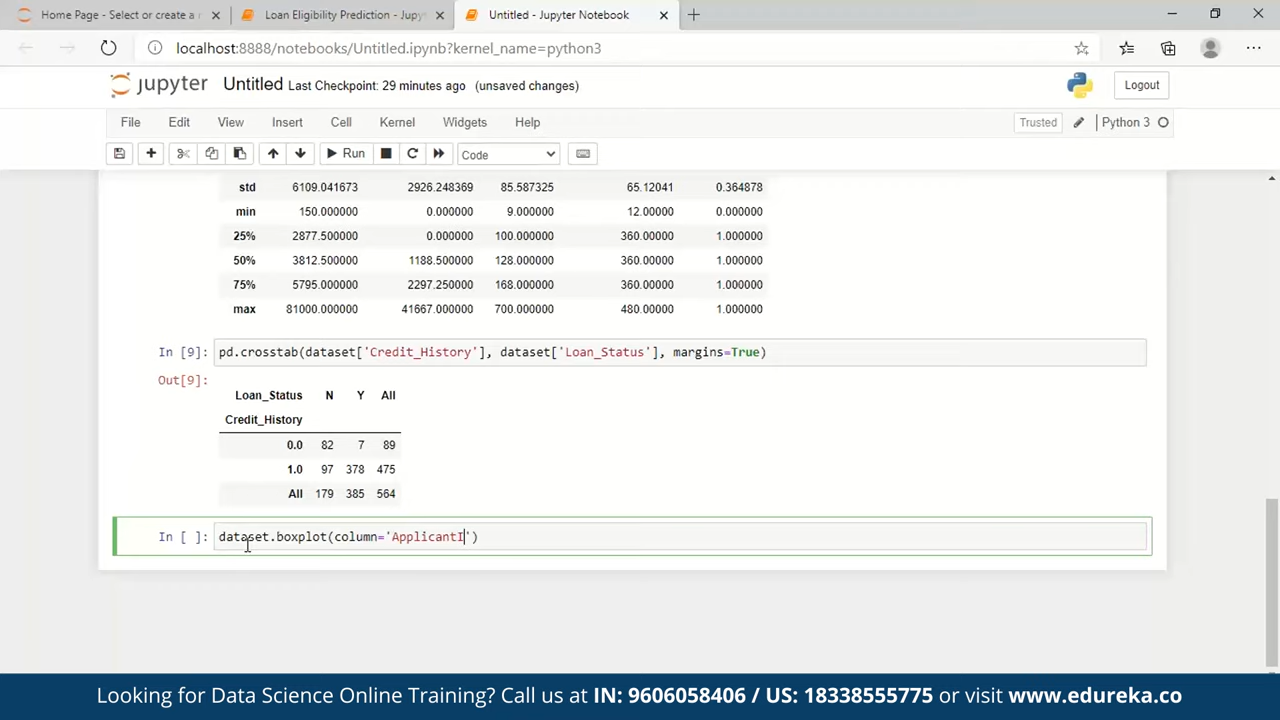 Home Page - Select or create a n
Loan Eligibility Prediction - Jupyt
Untitled - Jupyter Notebook
localhost:8888/notebooks/Untitled.ipynb?kernel_name=python3
jupyter Untitled Last Checkpoint: 29 minutes ago (unsaved changes)
Logout
File Edit View Insert Cell Kernel Widgets Help
Trusted Python 3
Run Code
std 6109.041673 2926.248369 85.587325 65.12041 0.364878
min 150.000000 0.000000 9.000000 12.00000 0.000000
25% 2877.500000 0.000000 100.000000 360.00000 1.000000
50% 3812.500000 1188.500000 128.000000 360.00000 1.000000
75% 5795.000000 2297.250000 168.000000 360.00000 1.000000
max 81000.000000 41667.000000 700.000000 480.00000 1.000000
In [9]: pd.crosstab(dataset['Credit_History'], dataset['Loan_Status'], margins=True)
Out[9]:
Loan_Status N Y All
Credit_History
0.0 82 7 89
1.0 97 378 475
All 179 385 564
In [ ]: dataset.boxplot(column='ApplicantI')
Looking for Data Science Online Training? Call us at IN: 9606058406 / US: 18338555775 or visit www.edureka.co